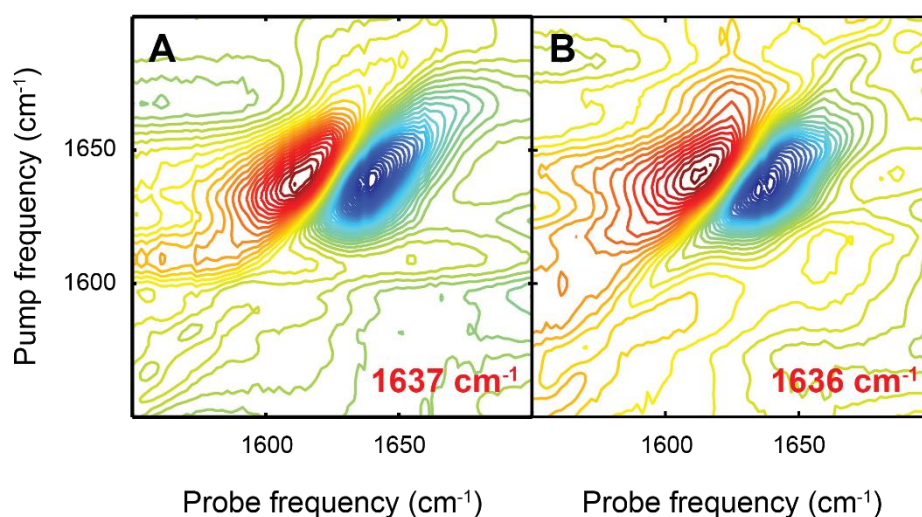 A
B
Pump frequency (cm⁻¹)
1650
1600
1637 cm⁻¹
1636 cm⁻¹
1600
1650
1600
1650
Probe frequency (cm⁻¹)
Probe frequency (cm⁻¹)